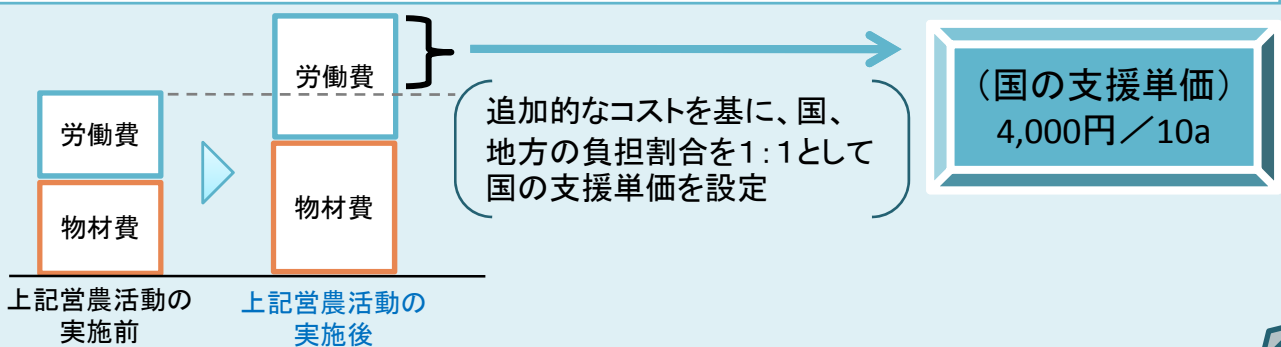 労働費
物材費
上記営農活動の
実施前
労働費
物材費
上記営農活動の
実施後
追加的なコストを基に、国、
地方の負担割合を1:1として
国の支援単価を設定
(国の支援単価)
4,000円/10a